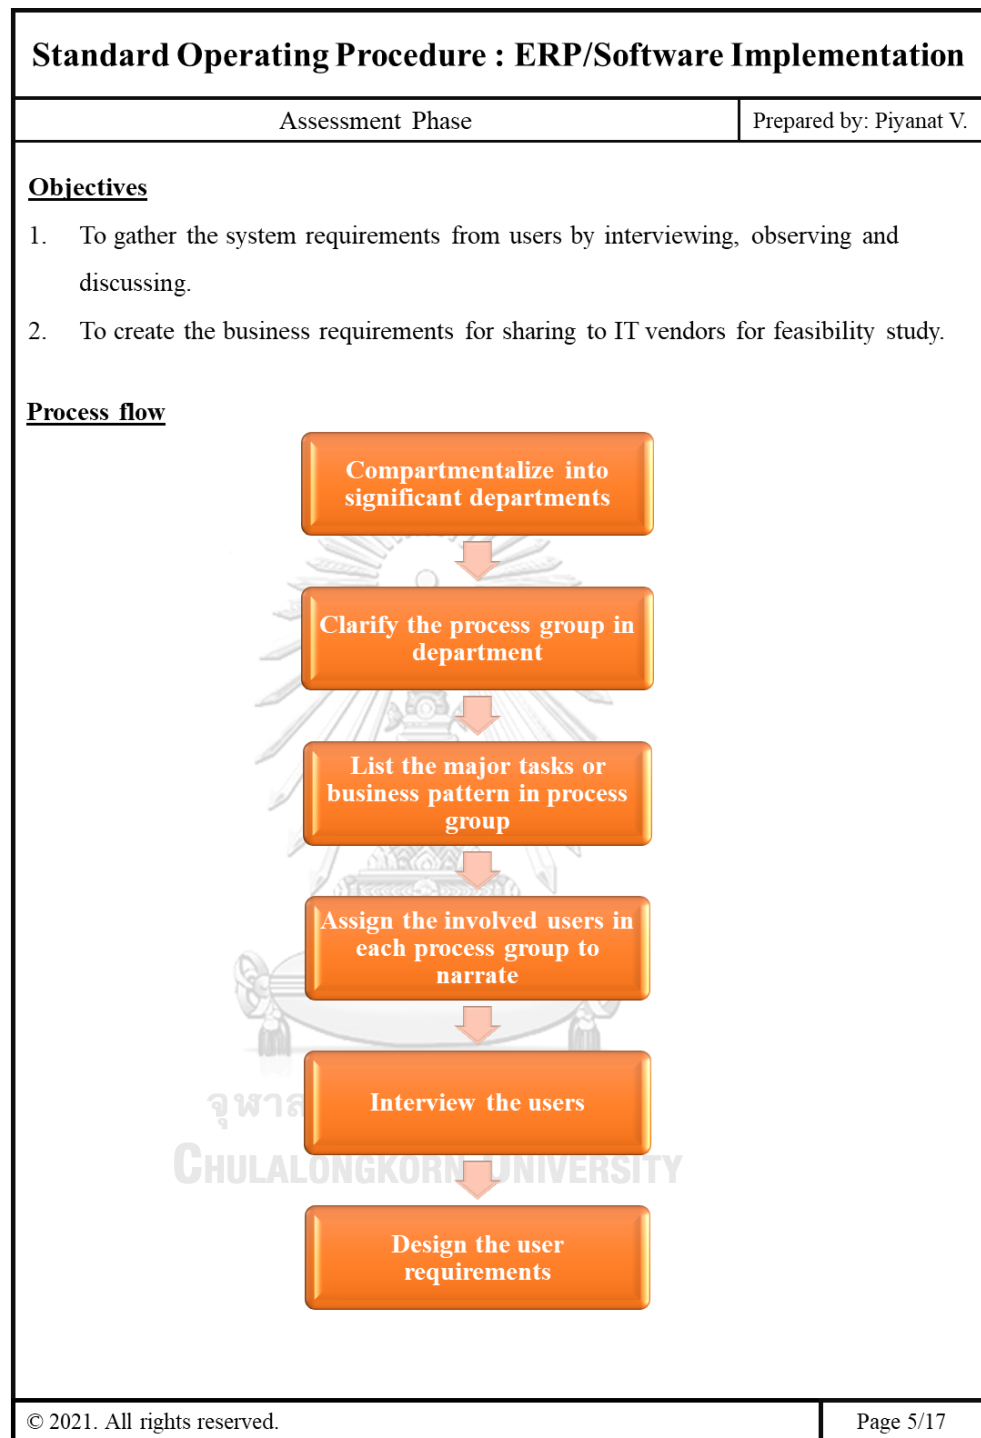 Standard Operating Procedure : ERP/Software Implementation
Assessment Phase
Prepared by: Piyanat V.
Objectives
1. To gather the system requirements from users by interviewing, observing and
discussing.
2. To create the business requirements for sharing to IT vendors for feasibility study.
Process flow
Compartmentalize into
significant departments
Clarify the process group in
department
List the major tasks or
business pattern in process
group
Assign the involved users in
each process group to
narrate
Interview the users
CHULALONGKORN UNIVERSITY
Design the user
requirements
© 2021. All rights reserved.
Page 5/17